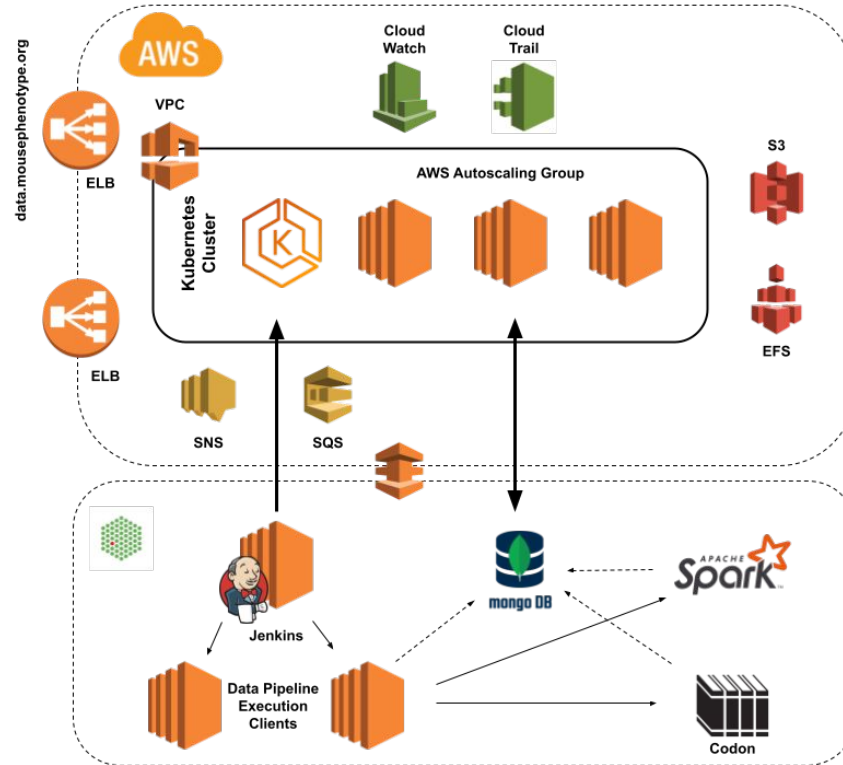 data.mousephenotype.org
AWS
Cloud
Watch
Cloud
Trail
VPC
ELB
S3
AWS Autoscaling Group
Kubernetes
Cluster
K
ELB
EFS
SNS
SQS
Jenkins
mongo DB
APACHE
Spark
Data Pipeline
Execution
Clients
Codon